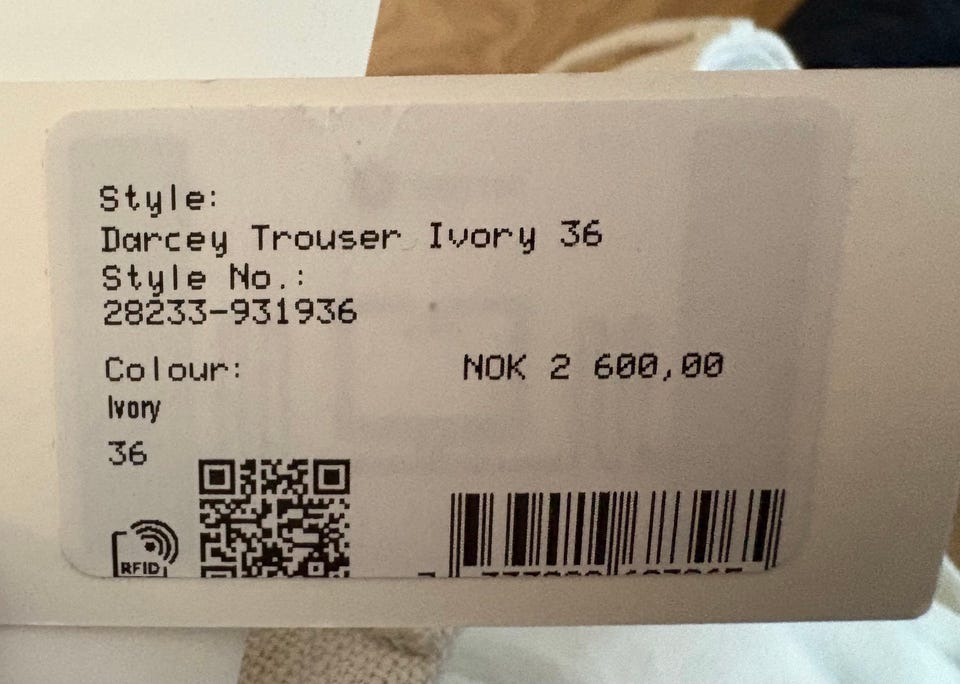 Style:
Darcey Trouser Ivory 36
Style No.:
28233-931936
Colour:
NOK 2 600,00
Ivory
36
RFID